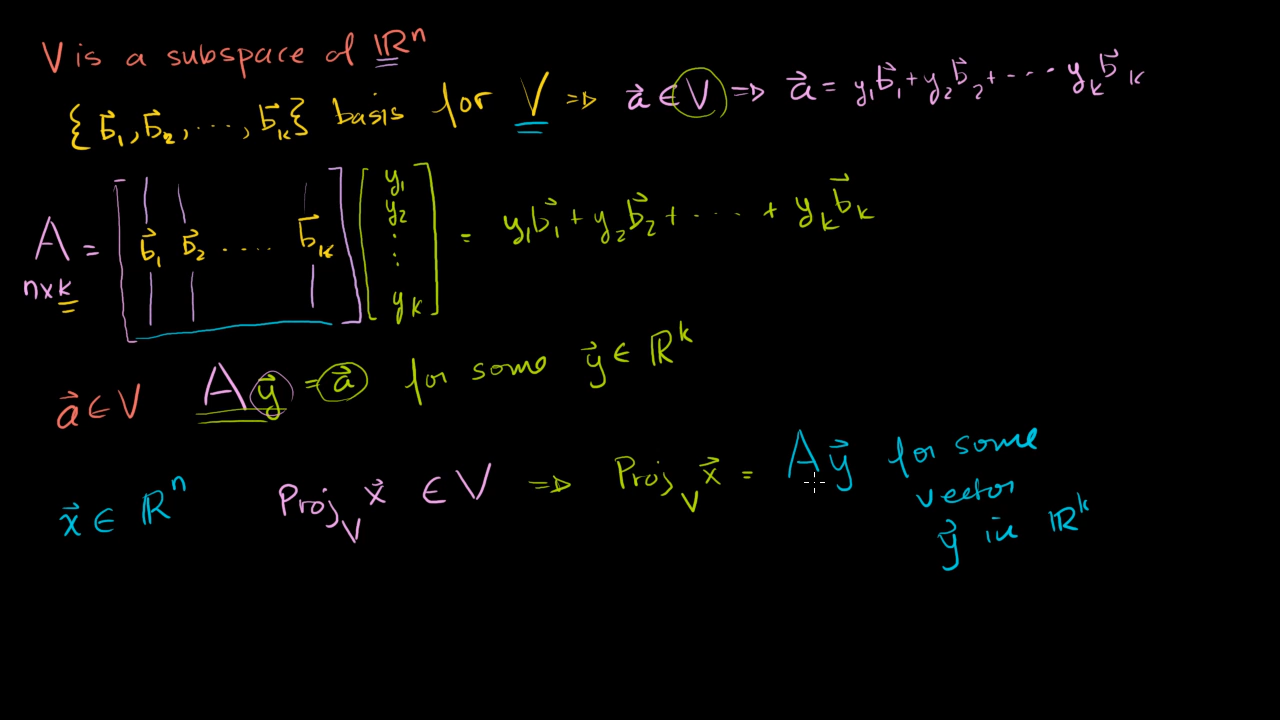 V is a subspace of ℝⁿ
{b⃗₁, b⃗₂, ..., b⃗ₖ} basis for V ⇒ a⃗ ∈ V ⇒ a⃗ = y₁b⃗₁ + y₂b⃗₂ + ... yₖb⃗ₖ
A = [b⃗₁ b⃗₂ .... b⃗ₖ] [y₁ y₂ : : yₖ] = y₁b⃗₁ + y₂b⃗₂ + .... + yₖb⃗ₖ
n×k
a⃗ ∈ V Ay⃗ = a⃗ for some y⃗ ∈ ℝᵏ
x⃗ ∈ ℝⁿ Proj_V x⃗ ∈ V ⇒ Proj_V x⃗ = Ay⃗ for some
vector
y⃗ in ℝᵏ